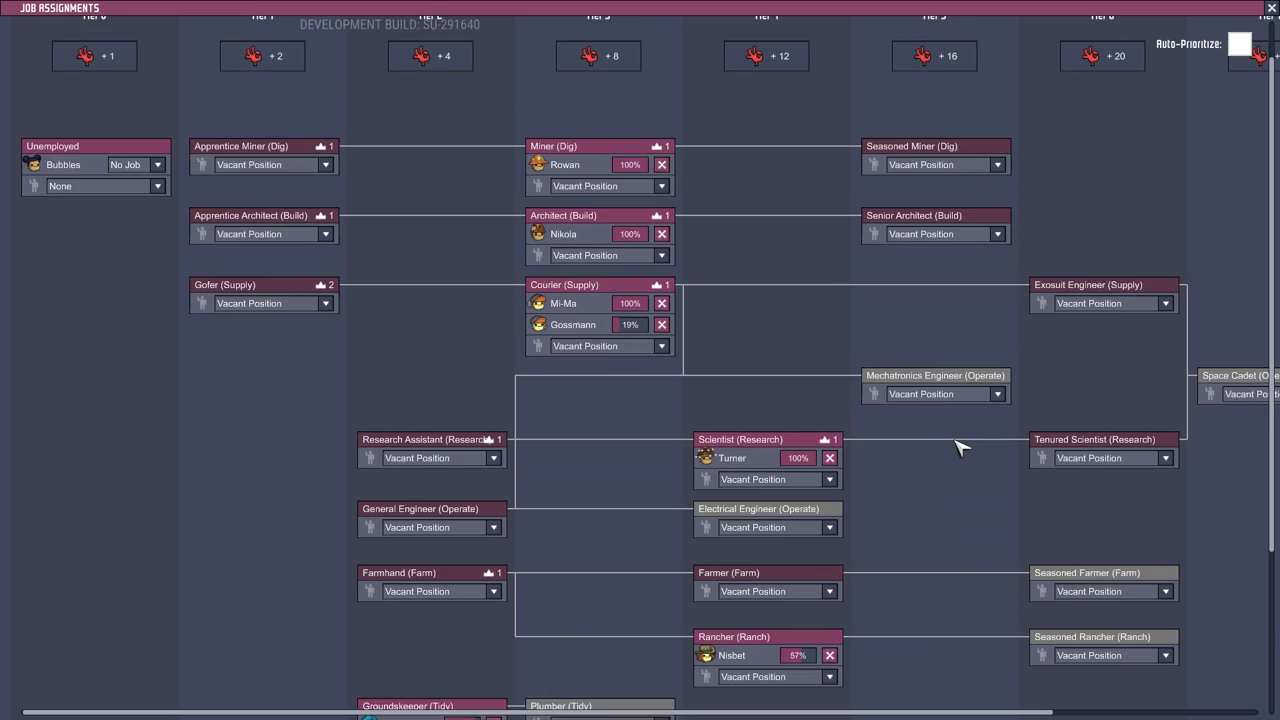 JOB ASSIGNMENTS
DEVELOPMENT BUILD: SU-291640
Auto-Prioritize:
+ 1
+ 2
+ 4
+ 8
+ 12
+ 16
+ 20
Unemployed
Bubbles No Job
None
Apprentice Miner (Dig) 1
Vacant Position
Miner (Dig) 1
Rowan 100%
Vacant Position
Seasoned Miner (Dig)
Vacant Position
Apprentice Architect (Build) 1
Vacant Position
Architect (Build) 1
Nikola 100%
Vacant Position
Senior Architect (Build)
Vacant Position
Gofer (Supply) 2
Vacant Position
Courier (Supply) 1
Mi-Ma 100%
Gossmann 19%
Vacant Position
Exosuit Engineer (Supply)
Vacant Position
Mechatronics Engineer (Operate)
Vacant Position
Space Cadet
Vacant
Research Assistant 1
Vacant Position
Scientist (Research) 1
Turner 100%
Vacant Position
Tenured Scientist (Research)
Vacant Position
General Engineer (Operate)
Vacant Position
Electrical Engineer (Operate)
Vacant Position
Farmhand (Farm) 1
Vacant Position
Farmer (Farm)
Vacant Position
Seasoned Farmer (Farm)
Vacant Position
Rancher (Ranch)
Nisbet 57%
Vacant Position
Seasoned Rancher (Ranch)
Vacant Position
Groundskeeper (Tidy)
Plumber (Tidy)